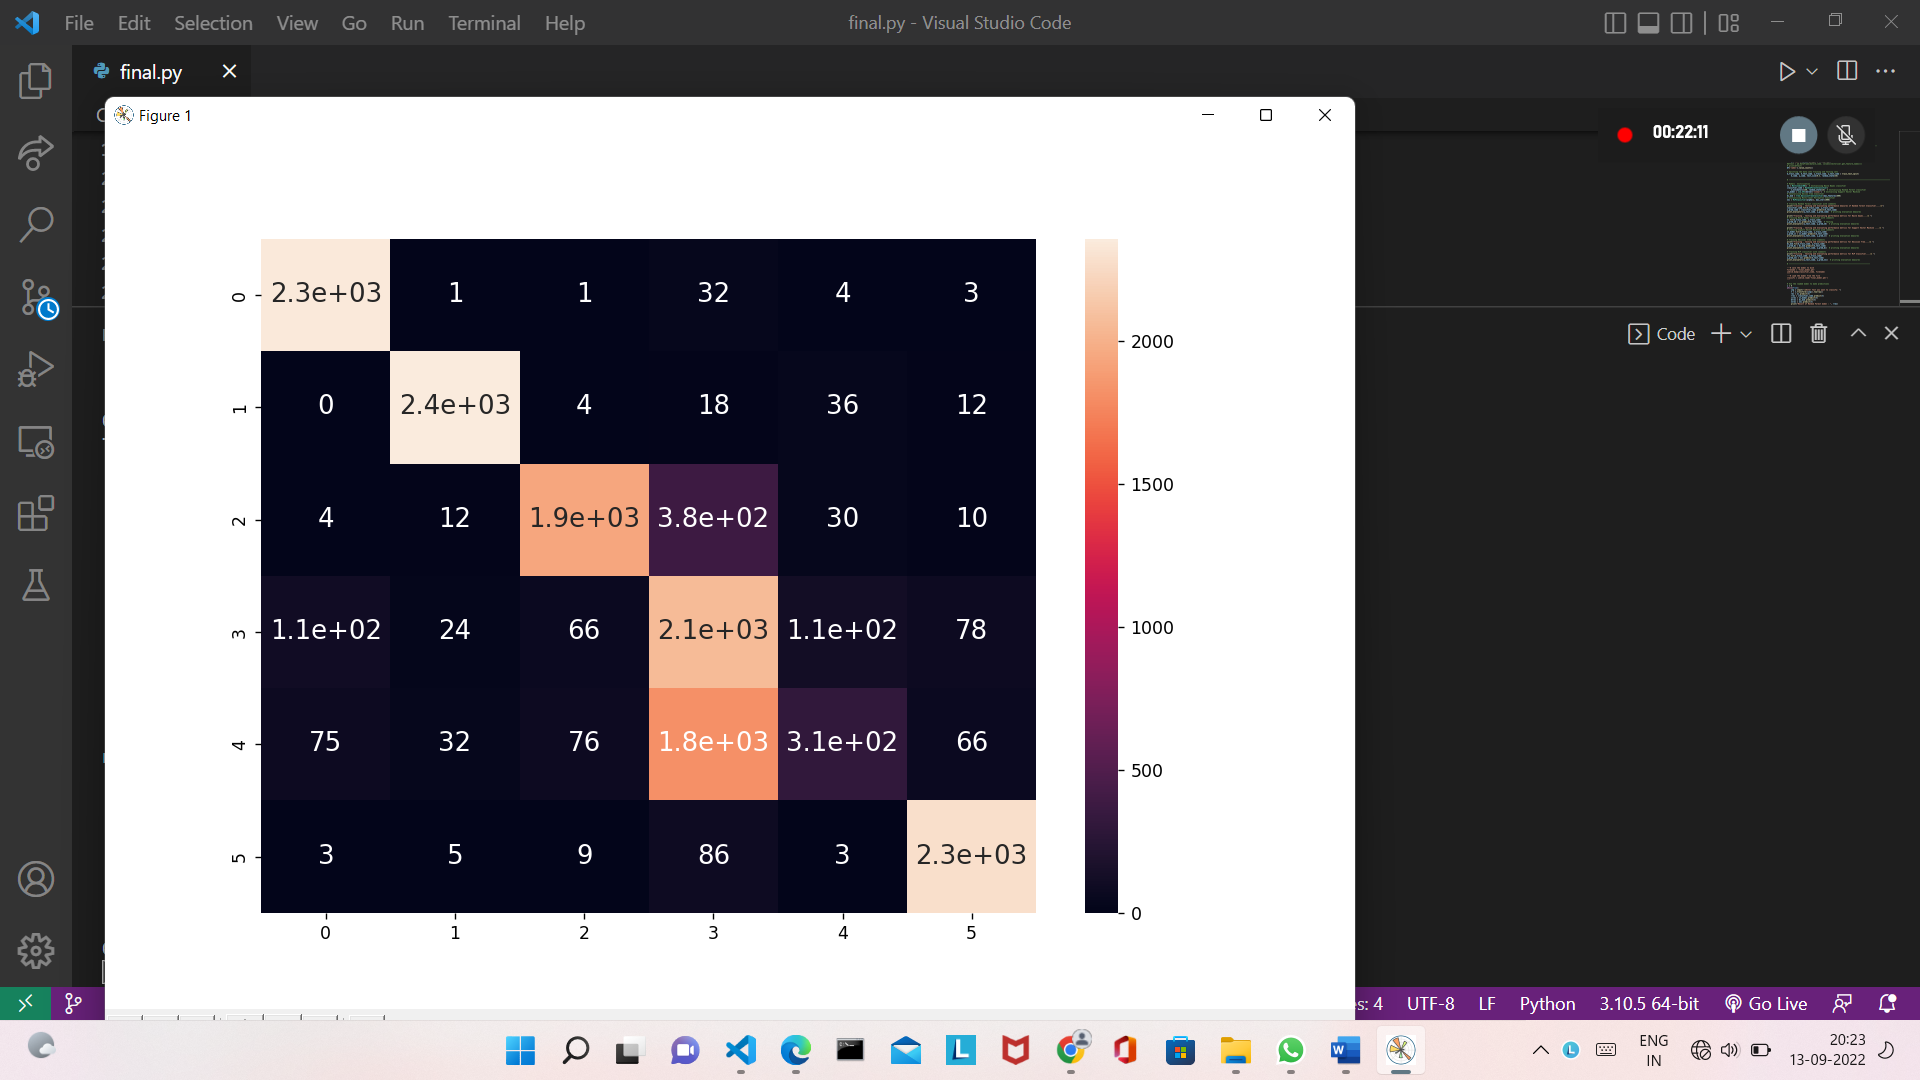 File Edit Selection View Go Run Terminal Help
final.py - Visual Studio Code
final.py
Figure 1
00:22:11
Code
0 2.3e+03 1 1 32 4 3
1 0 2.4e+03 4 18 36 12
2 4 12 1.9e+03 3.8e+02 30 10
3 1.1e+02 24 66 2.1e+03 1.1e+02 78
4 75 32 76 1.8e+03 3.1e+02 66
5 3 5 9 86 3 2.3e+03
0 1 2 3 4 5
2000
1500
1000
500
0
es: 4 UTF-8 LF Python 3.10.5 64-bit Go Live
ENG
IN
20:23
13-09-2022